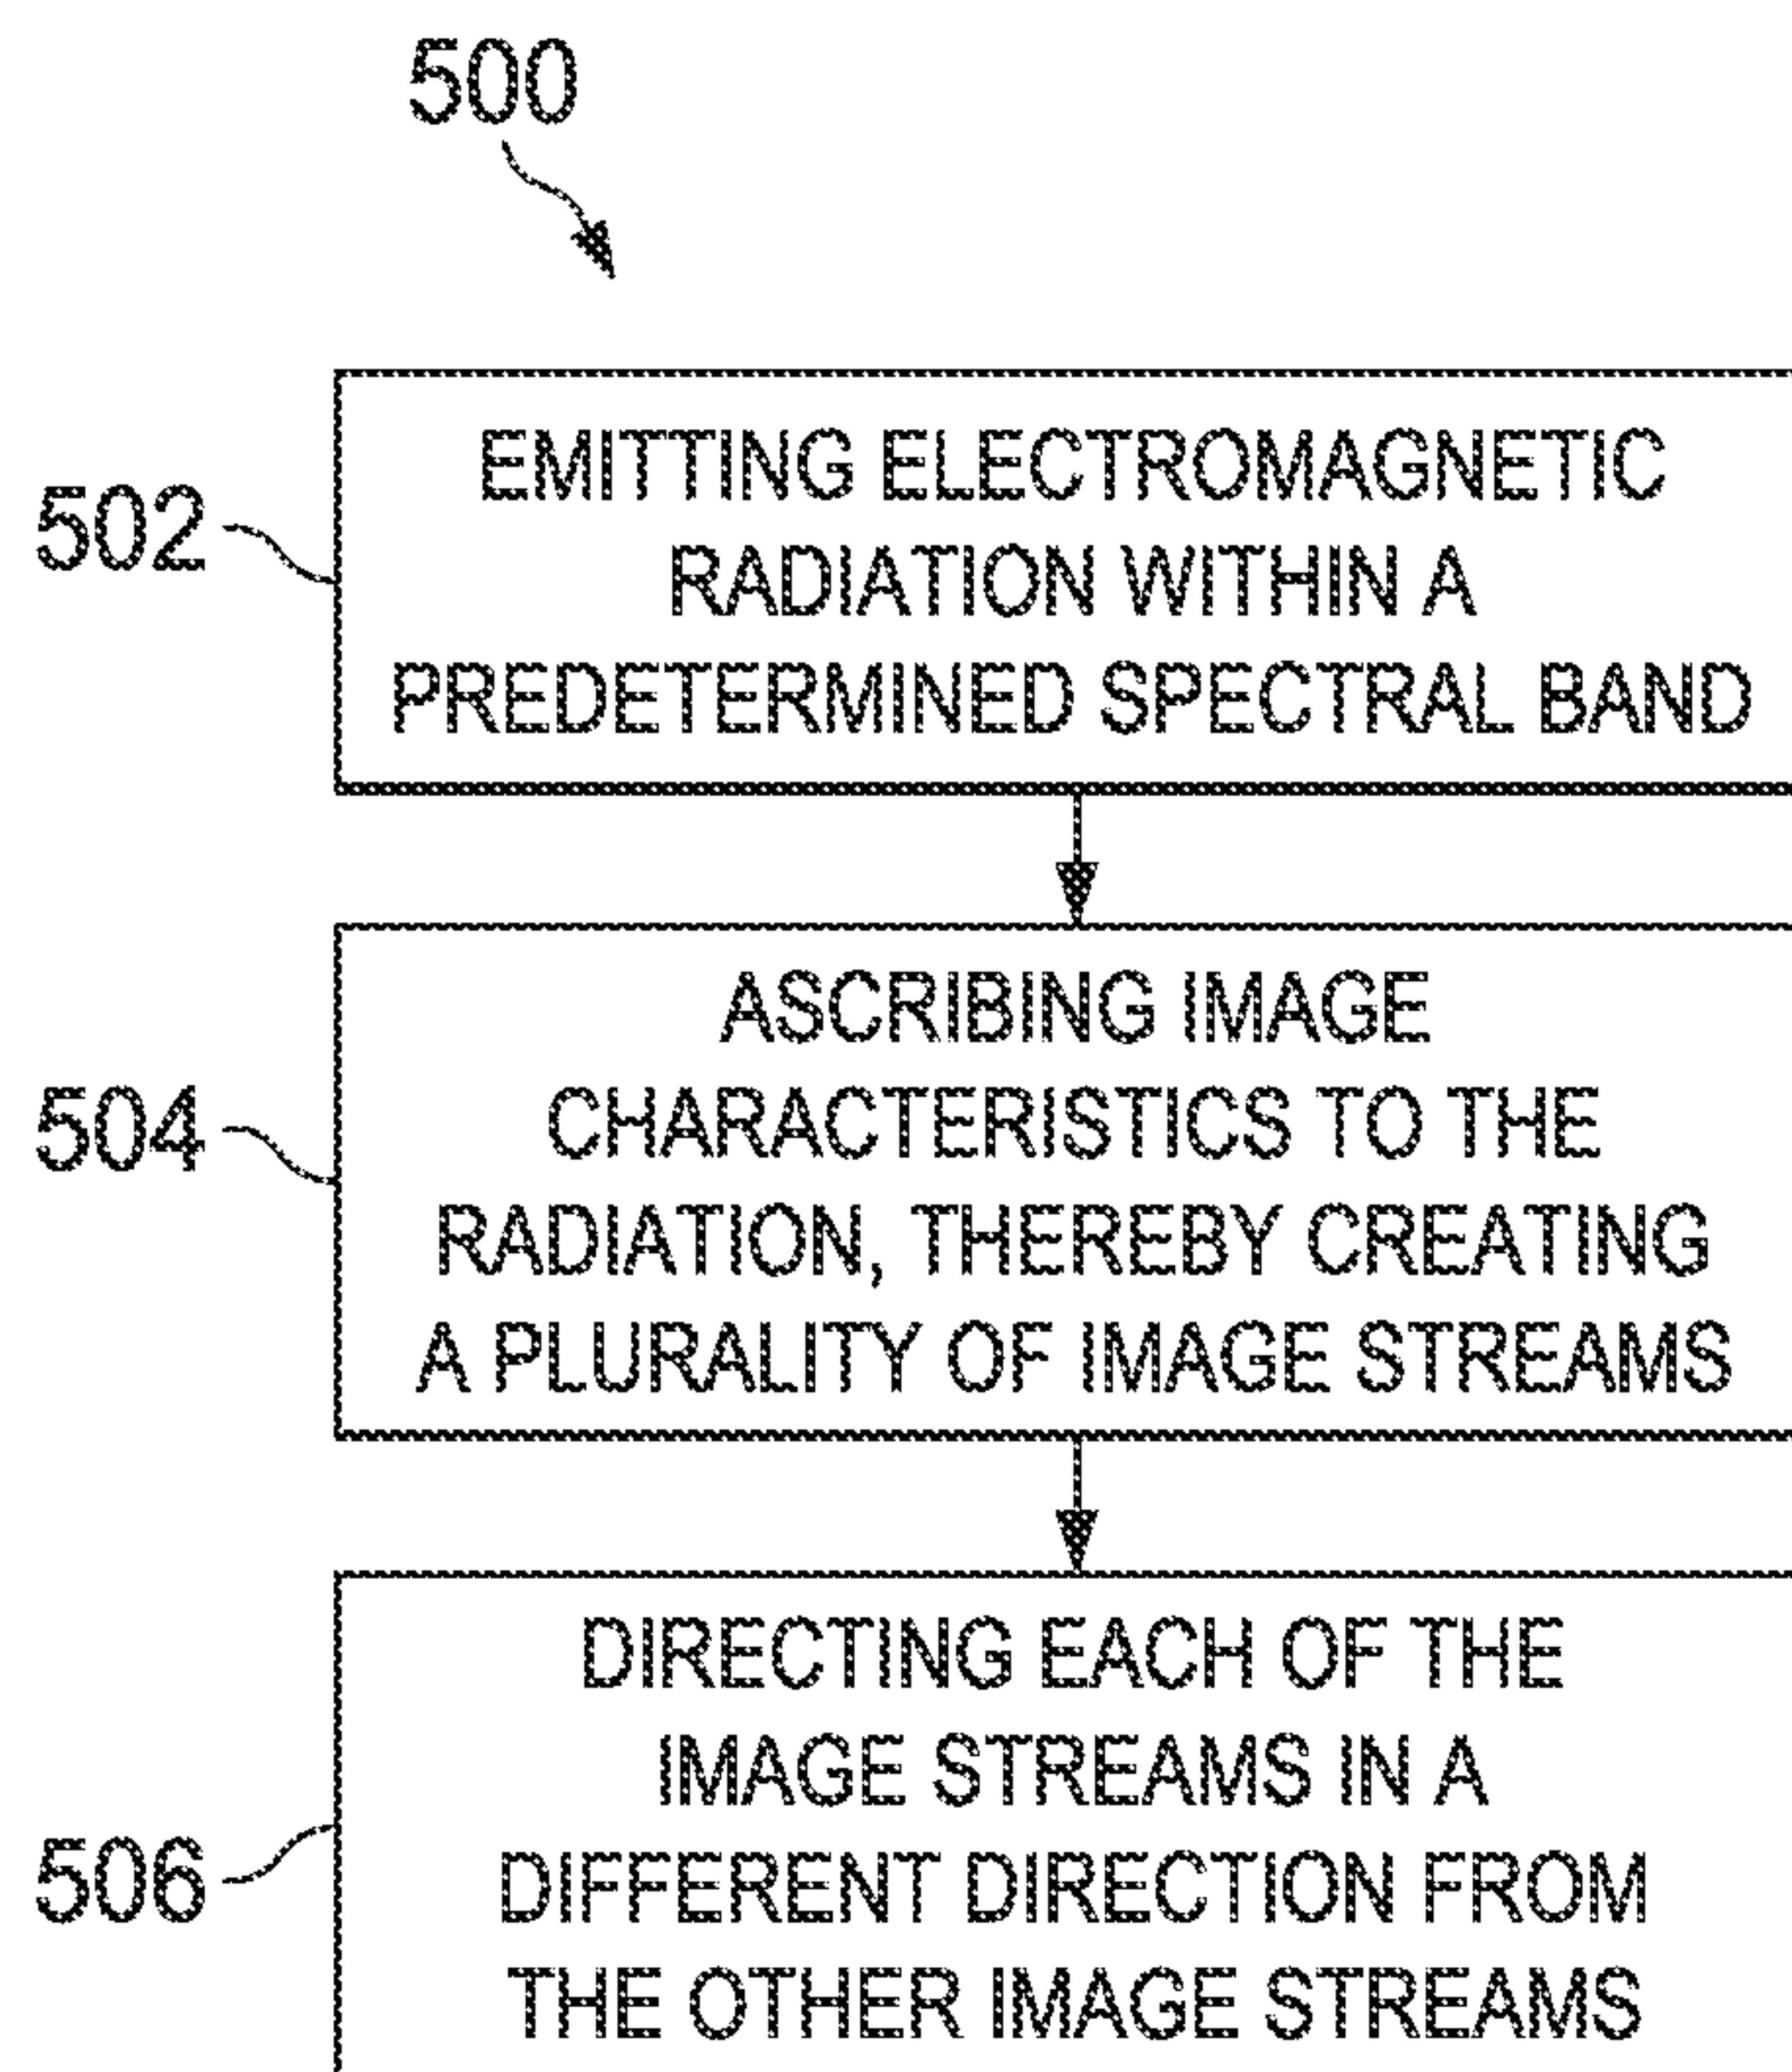 500
502
EMITTING ELECTROMAGNETIC
RADIATION WITHIN A
PREDETERMINED SPECTRAL BAND
504
ASCRIBING IMAGE
CHARACTERISTICS TO THE
RADIATION, THEREBY CREATING
A PLURALITY OF IMAGE STREAMS
506
DIRECTING EACH OF THE
IMAGE STREAMS IN A
DIFFERENT DIRECTION FROM
THE OTHER IMAGE STREAMS